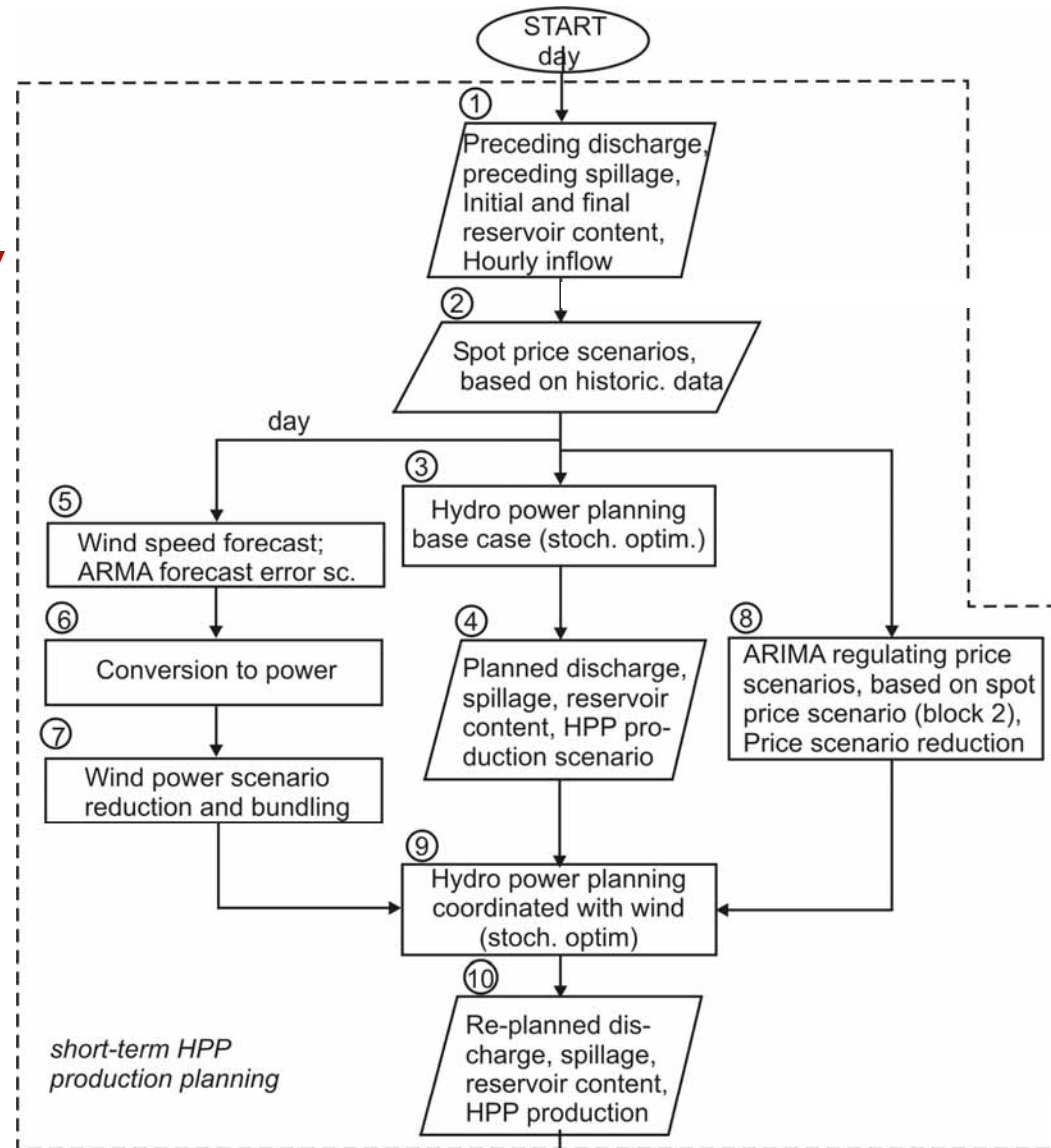 START
day
1
Preceding discharge,
preceding spillage,
Initial and final
reservoir content,
Hourly inflow
2
Spot price scenarios,
based on historic. data
day
3
Hydro power planning
base case (stoch. optim.)
5
Wind speed forecast;
ARMA forecast error sc.
6
Conversion to power
7
Wind power scenario
reduction and bundling
4
Planned discharge,
spillage, reservoir
content, HPP pro-
duction scenario
8
ARIMA regulating price
scenarios, based on spot
price scenario (block 2),
Price scenario reduction
9
Hydro power planning
coordinated with wind
(stoch. optim)
10
Re-planned dis-
charge, spillage,
reservoir content,
HPP production
short-term HPP
production planning